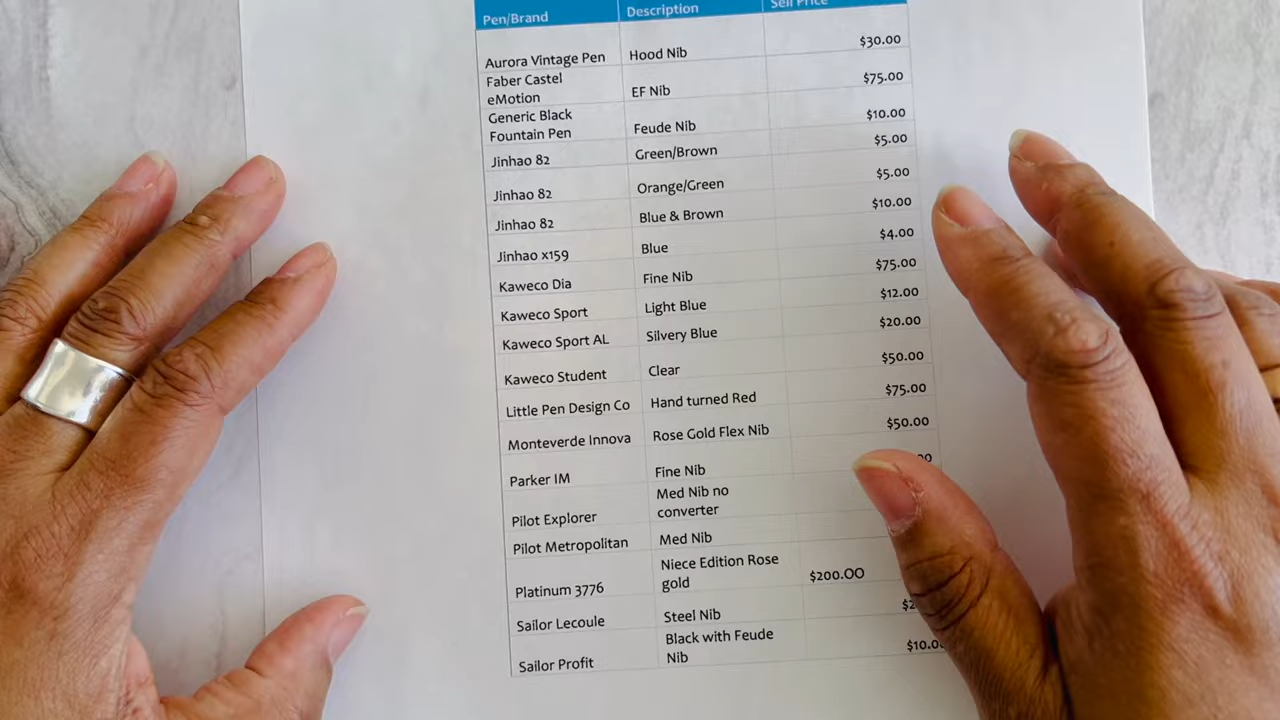 Pen/Brand Description Sell Price
Aurora Vintage Pen Hood Nib $30.00
Faber Castel
eMotion EF Nib $75.00
Generic Black
Fountain Pen Feude Nib $10.00
Jinhao 82 Green/Brown $5.00
Jinhao 82 Orange/Green $5.00
Jinhao 82 Blue & Brown $10.00
Jinhao x159 Blue $4.00
Kaweco Dia Fine Nib $75.00
Kaweco Sport Light Blue $12.00
Kaweco Sport AL Silvery Blue $20.00
Kaweco Student Clear $50.00
Little Pen Design Co Hand turned Red $75.00
Monteverde Innova Rose Gold Flex Nib $50.00
Parker IM Fine Nib
Med Nib no
Pilot Explorer converter
Pilot Metropolitan Med Nib
Niece Edition Rose
Platinum 3776 gold $200.00
Sailor Lecoule Steel Nib
Black with Feude
Sailor Profit Nib $10.00